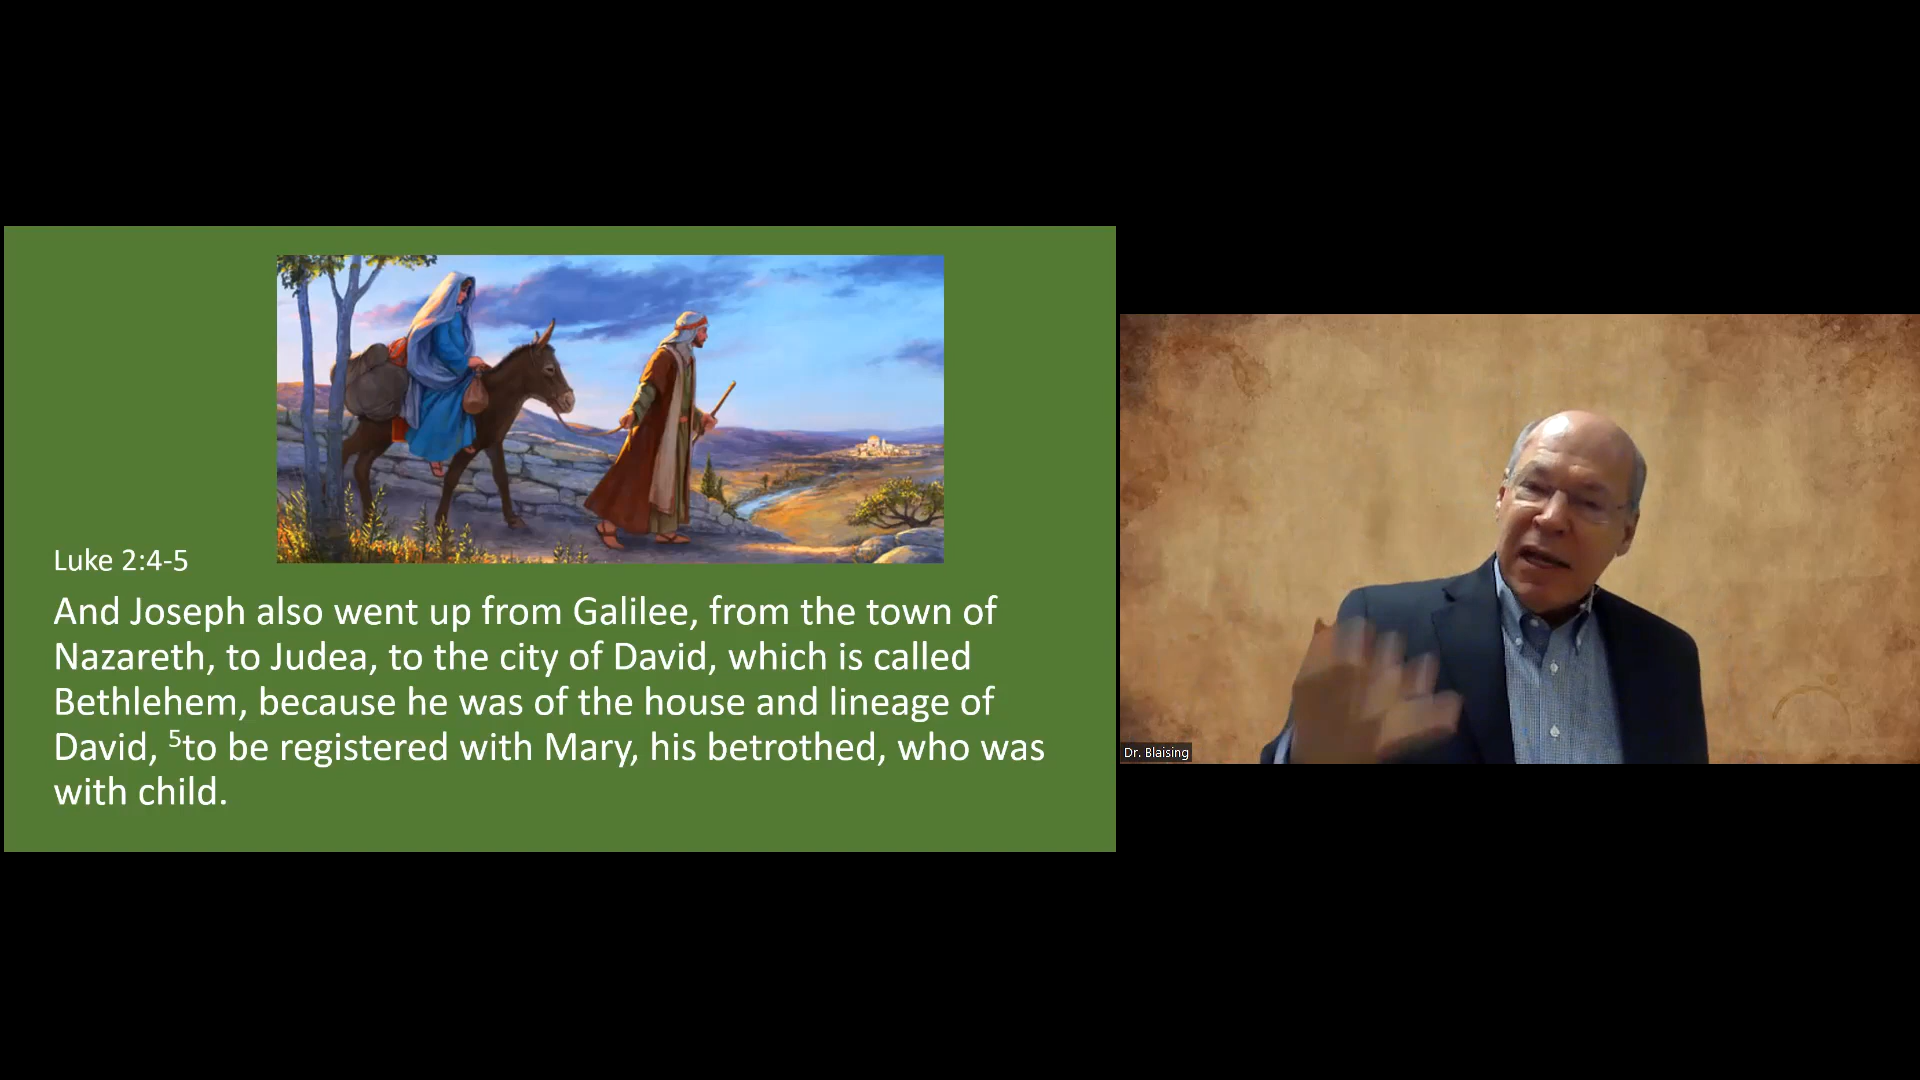 Luke 2:4-5
And Joseph also went up from Galilee, from the town of
Nazareth, to Judea, to the city of David, which is called
Bethlehem, because he was of the house and lineage of
David, ⁵to be registered with Mary, his betrothed, who was
with child.
Dr. Blaising